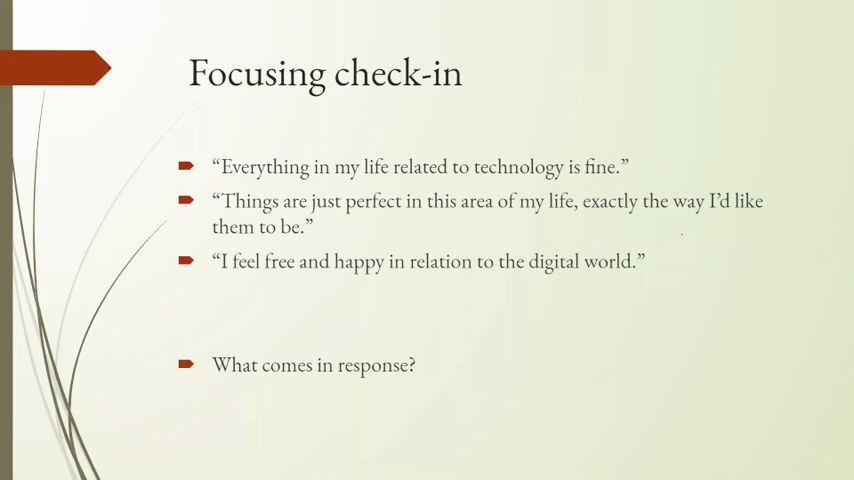 Focusing check-in
“Everything in my life related to technology is fine.”
“Things are just perfect in this area of my life, exactly the way I’d like
them to be.”
“I feel free and happy in relation to the digital world.”
What comes in response?